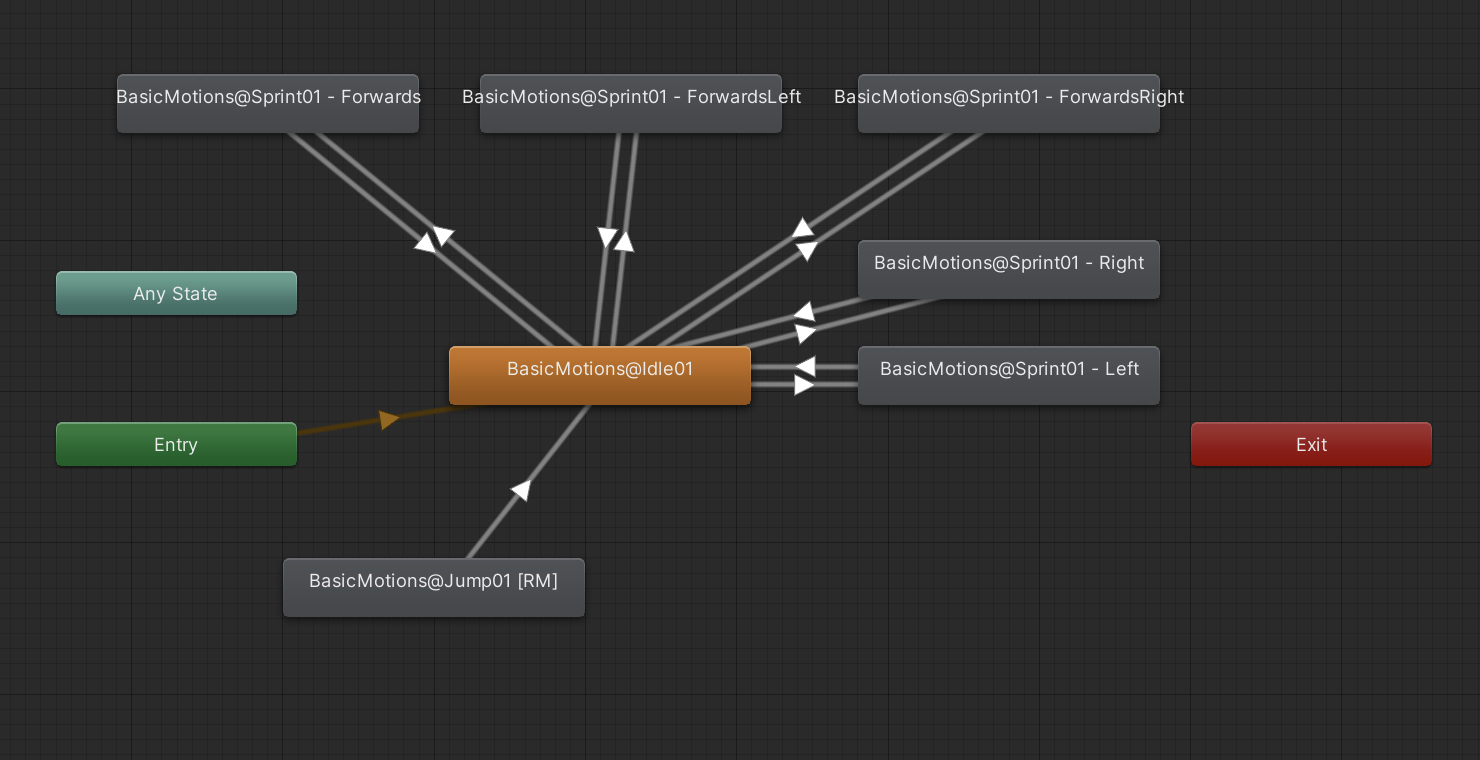 BasicMotions@Sprint01 - Forwards
BasicMotions@Sprint01 - ForwardsLeft
BasicMotions@Sprint01 - ForwardsRight
BasicMotions@Sprint01 - Right
Any State
BasicMotions@Idle01
BasicMotions@Sprint01 - Left
Entry
Exit
BasicMotions@Jump01 [RM]